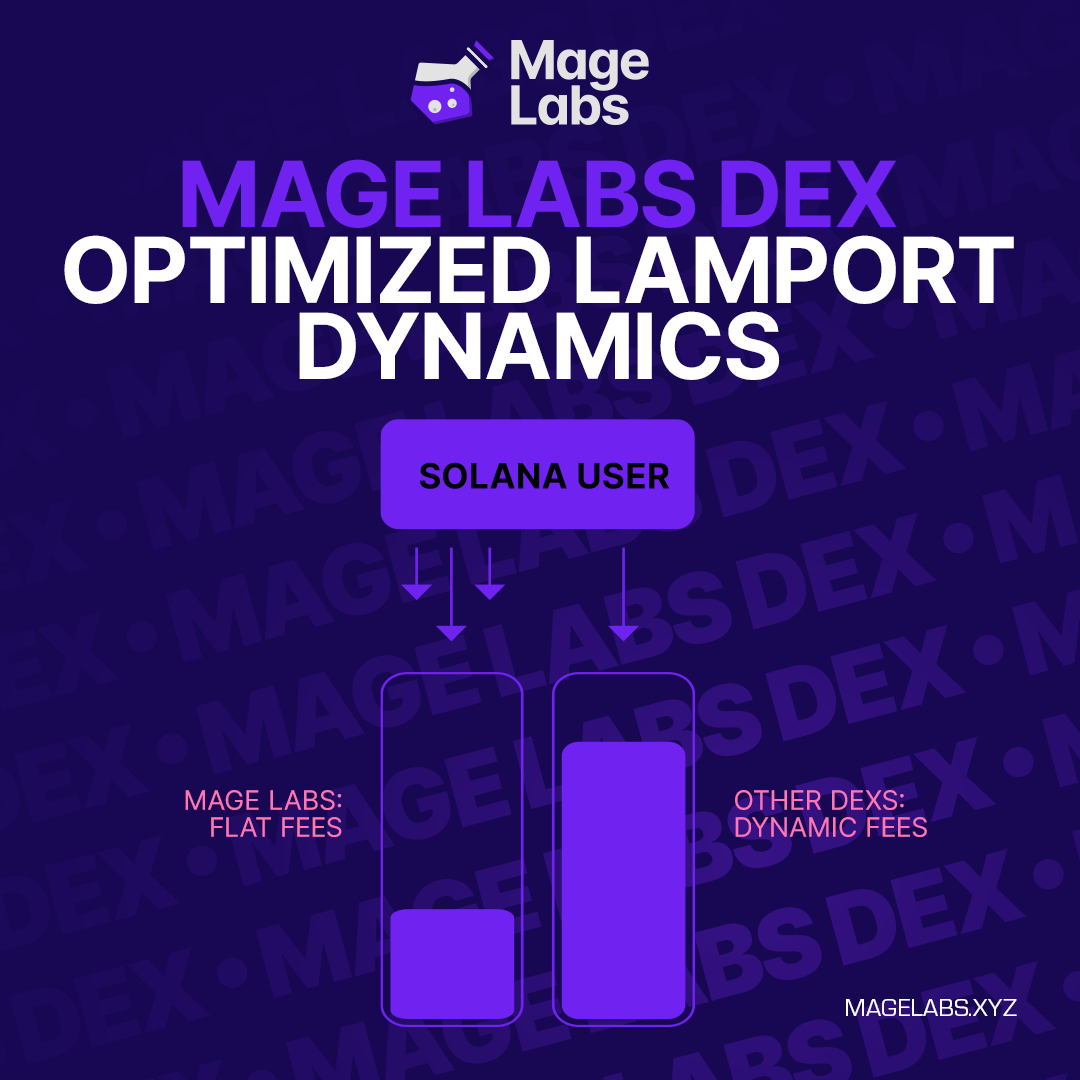 Mage
Labs
MAGE LABS DEX
OPTIMIZED LAMPORT
DYNAMICS
SOLANA USER
MAGE LABS:
FLAT FEES
OTHER DEXS:
DYNAMIC FEES
MAGELABS.XYZ